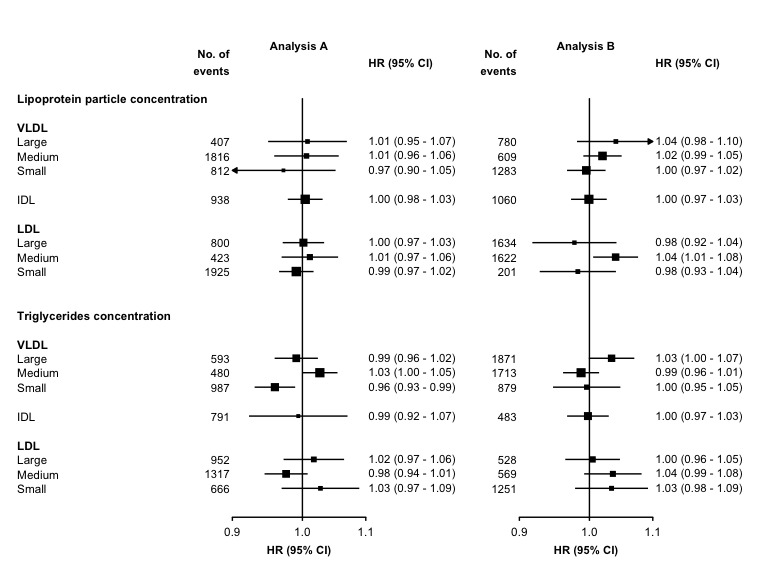 Analysis A Analysis B
No. of HR (95% CI) No. of HR (95% CI)
events events
Lipoprotein particle concentration
VLDL
Large 407 1.01 (0.95 - 1.07) 780 1.04 (0.98 - 1.10)
Medium 1816 1.01 (0.96 - 1.06) 609 1.02 (0.99 - 1.05)
Small 812 0.97 (0.90 - 1.05) 1283 1.00 (0.97 - 1.02)
IDL 938 1.00 (0.98 - 1.03) 1060 1.00 (0.97 - 1.03)
LDL
Large 800 1.00 (0.97 - 1.03) 1634 0.98 (0.92 - 1.04)
Medium 423 1.01 (0.97 - 1.06) 1622 1.04 (1.01 - 1.08)
Small 1925 0.99 (0.97 - 1.02) 201 0.98 (0.93 - 1.04)
Triglycerides concentration
VLDL
Large 593 0.99 (0.96 - 1.02) 1871 1.03 (1.00 - 1.07)
Medium 480 1.03 (1.00 - 1.05) 1713 0.99 (0.96 - 1.01)
Small 987 0.96 (0.93 - 0.99) 879 1.00 (0.95 - 1.05)
IDL 791 0.99 (0.92 - 1.07) 483 1.00 (0.97 - 1.03)
LDL
Large 952 1.02 (0.97 - 1.06) 528 1.00 (0.96 - 1.05)
Medium 1317 0.98 (0.94 - 1.01) 569 1.04 (0.99 - 1.08)
Small 666 1.03 (0.97 - 1.09) 1251 1.03 (0.98 - 1.09)
0.9 1.0 1.1 0.9 1.0 1.1
HR (95% CI) HR (95% CI)